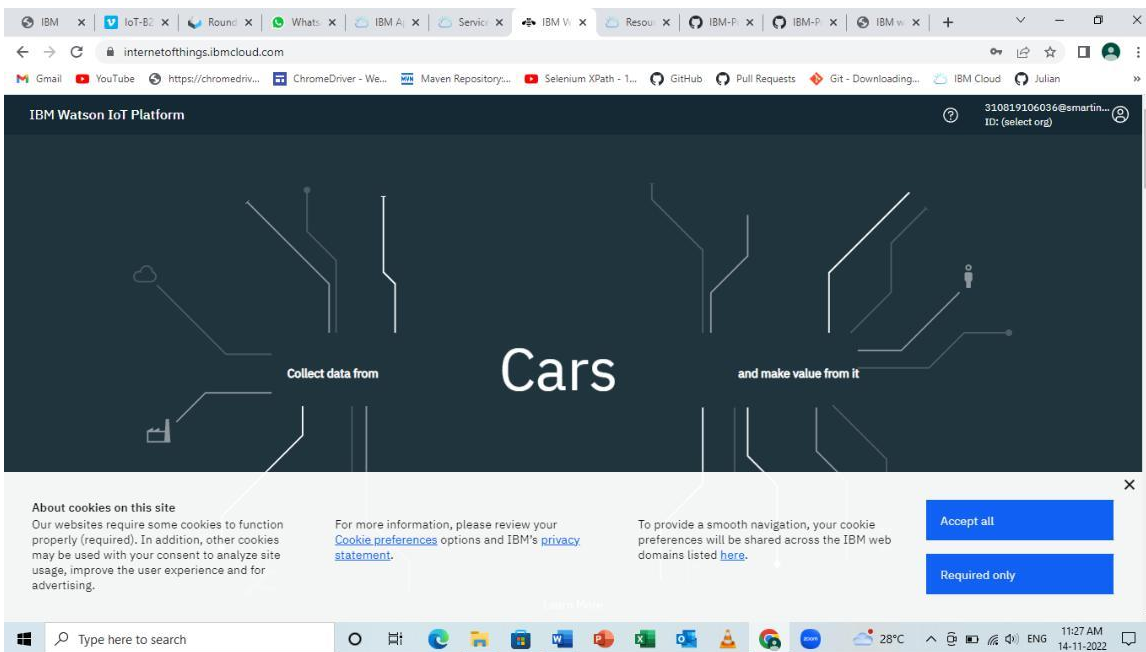 IBM
IoT-B2
Round
Whats
IBM A
Service
IBM W
Resou
IBM-P
IBM-P
IBM w
internetofthings.ibmcloud.com
Gmail
YouTube
https://chromedriv...
ChromeDriver - We...
Maven Repository:...
Selenium XPath - 1...
GitHub
Pull Requests
Git - Downloading...
IBM Cloud
Julian
»
IBM Watson IoT Platform
310819106036@smartin...
ID: (select org)
Collect data from
Cars
and make value from it
About cookies on this site
Our websites require some cookies to function
properly (required). In addition, other cookies
may be used with your consent to analyze site
usage, improve the user experience and for
advertising.
For more information, please review your
Cookie preferences options and IBM's privacy
statement.
To provide a smooth navigation, your cookie
preferences will be shared across the IBM web
domains listed here.
Accept all
Required only
Learn More
Type here to search
zoom
28°C
ENG
11:27 AM
14-11-2022